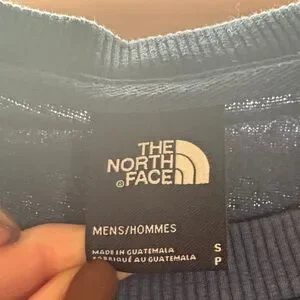 THE
NORTH
FACE
®
MENS/HOMMES
MADE IN GUATEMALA
FABRIQUÉ AU GUATEMALA
S
P